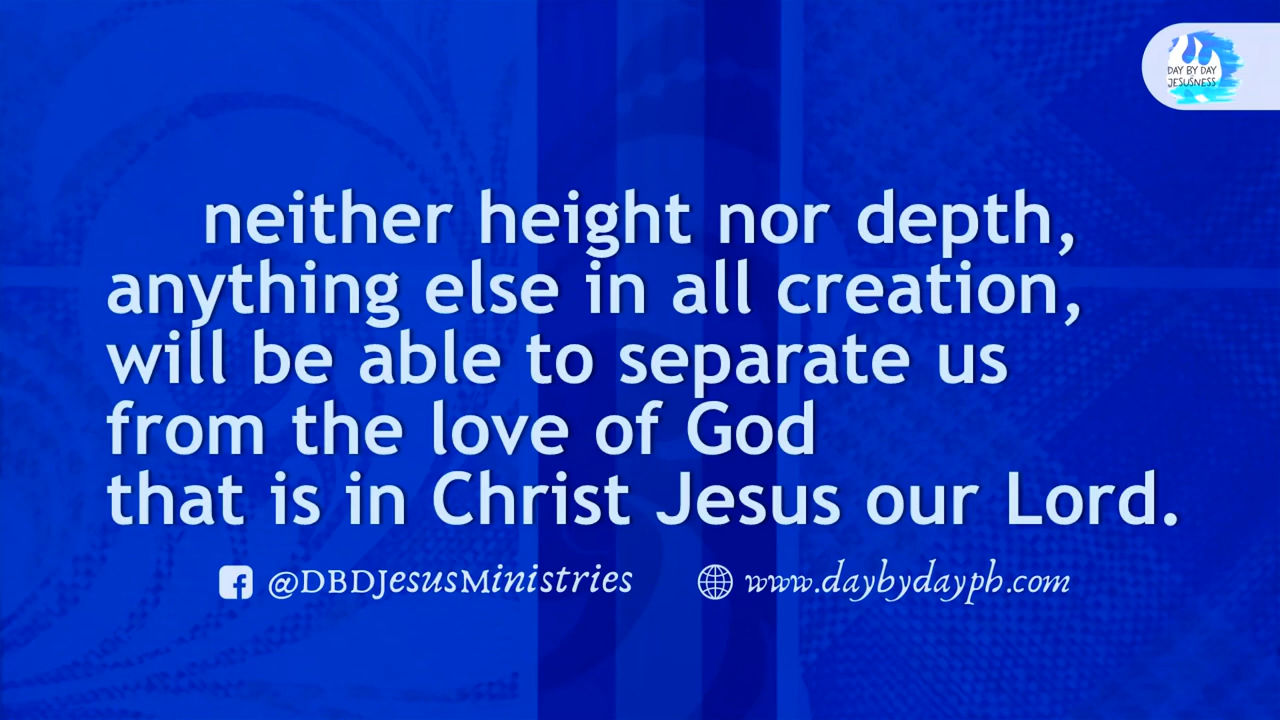 DAY BY DAY
JESUSNESS
neither height nor depth,
anything else in all creation,
will be able to separate us
from the love of God
that is in Christ Jesus our Lord.
@DBDJesusMinistries
www.daybydayph.com